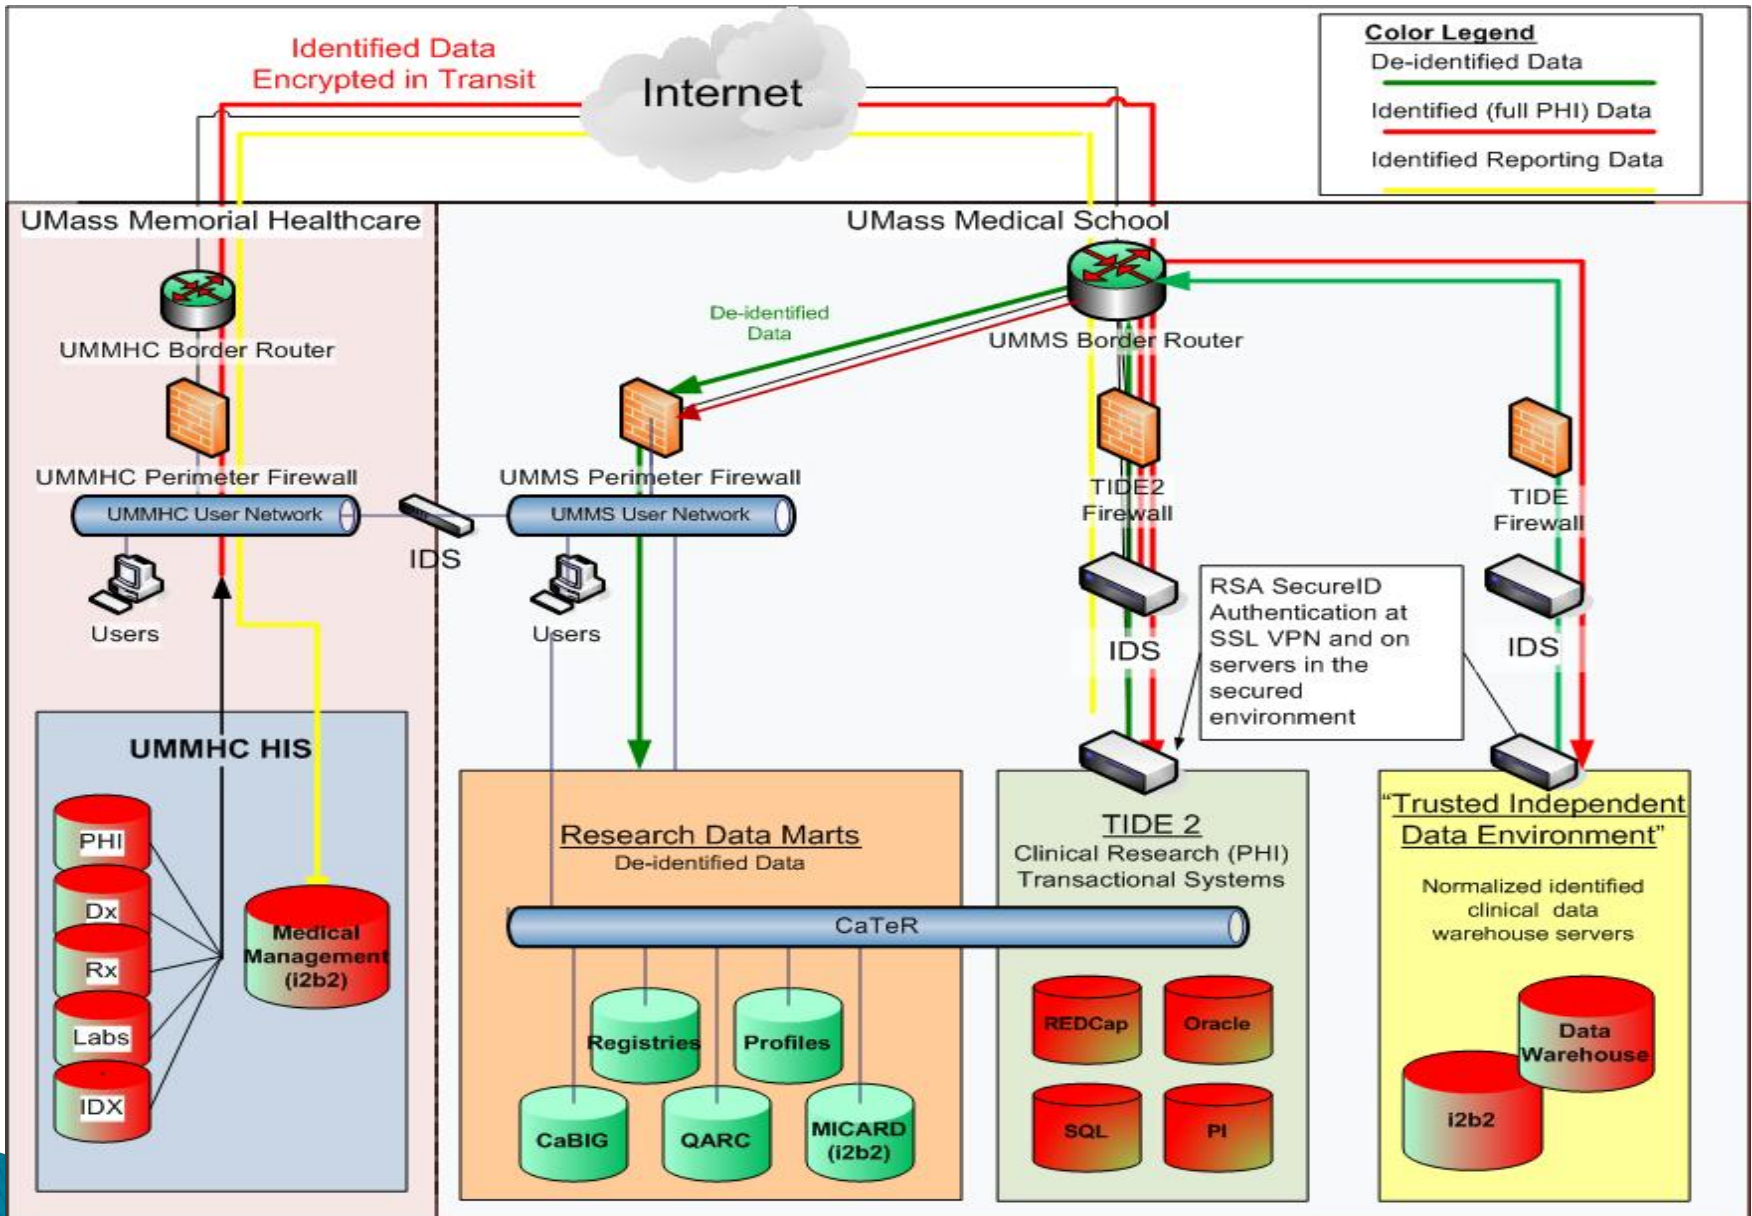 Identified Data
Encrypted in Transit
Internet
Color Legend
De-identified Data
Identified (full PHI) Data
Identified Reporting Data
UMass Memorial Healthcare
UMass Medical School
UMMHC Border Router
De-identified
Data
UMMS Border Router
UMMHC Perimeter Firewall
UMMS Perimeter Firewall
TIDE2
Firewall
TIDE
Firewall
UMMHC User Network
UMMS User Network
IDS
Users
Users
IDS
IDS
RSA SecureID
Authentication at
SSL VPN and on
servers in the
secured
environment
UMMHC HIS
PHI
Dx
Rx
Labs
IDX
Medical
Management
(i2b2)
Research Data Marts
De-identified Data
CaTeR
Registries
Profiles
CaBIG
QARC
MICARD
(i2b2)
TIDE 2
Clinical Research (PHI)
Transactional Systems
REDCap
Oracle
SQL
PI
“Trusted Independent
Data Environment”
Normalized identified
clinical data
warehouse servers
Data
Warehouse
i2b2